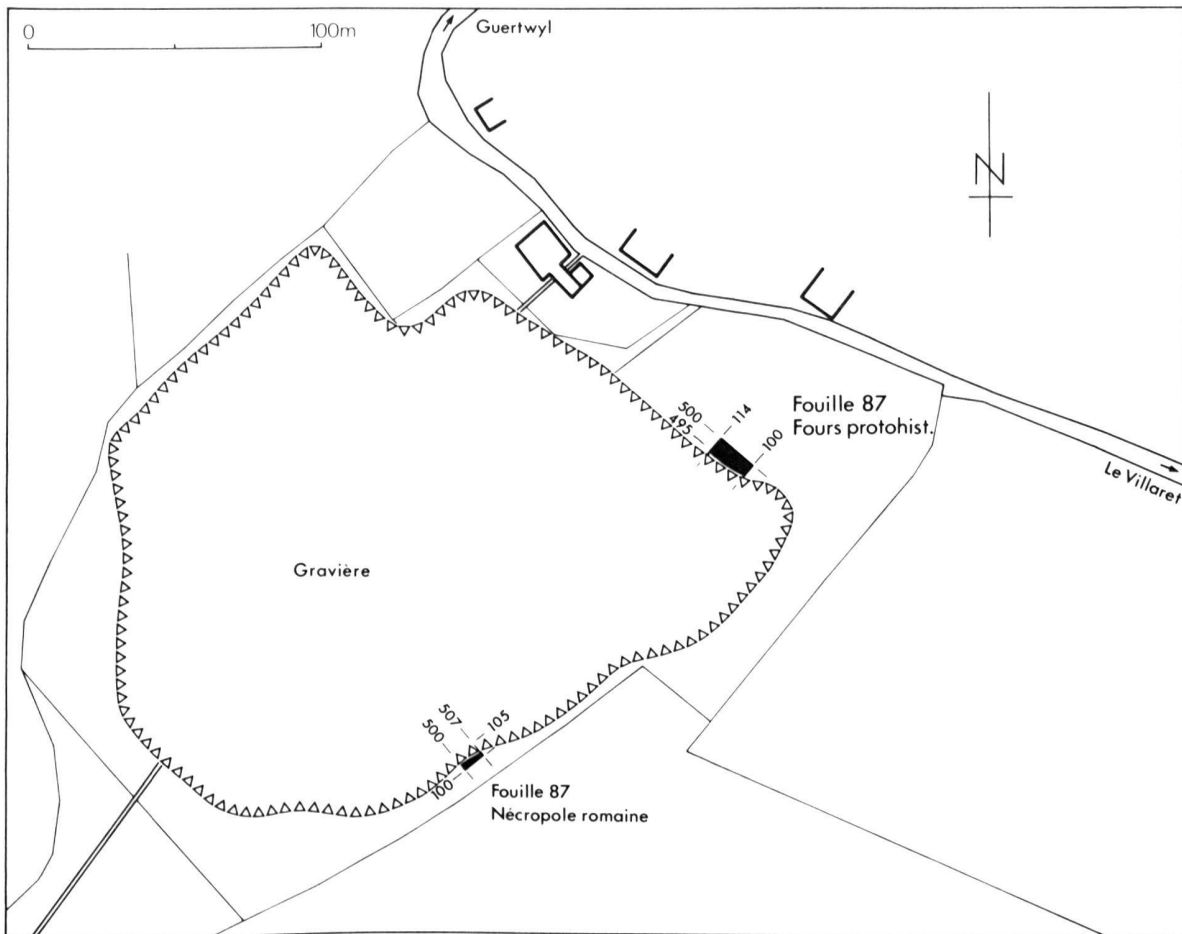 0 100m
Guertwyl
N
500
495
114
100
Fouille 87
Fours protohist.
Le Villaret
Gravière
507
500
105
100
Fouille 87
Nécropole romaine